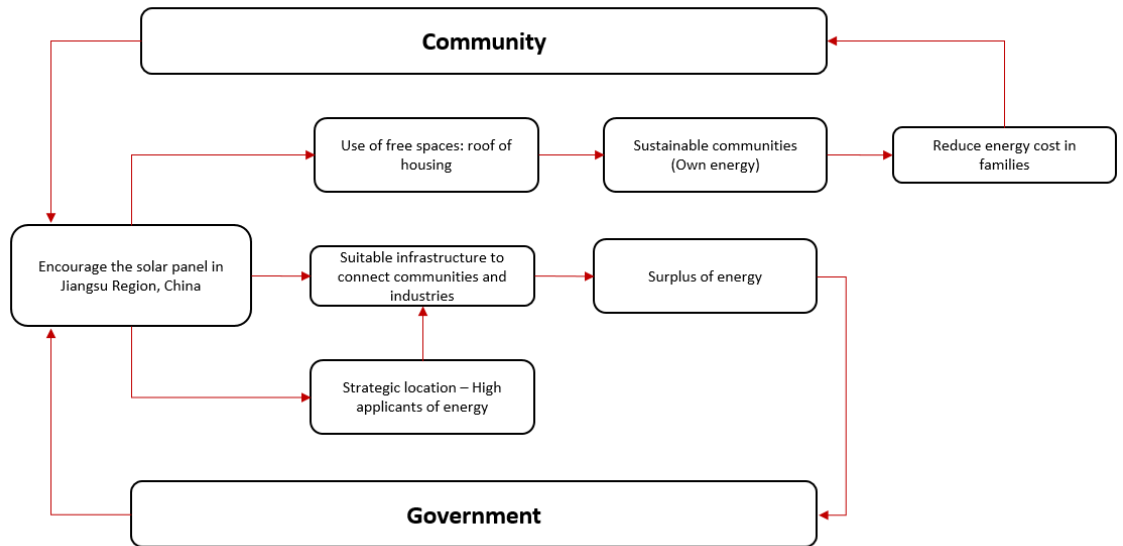 Community
Use of free spaces: roof of
housing
Sustainable communities
(Own energy)
Reduce energy cost in
families
Encourage the solar panel in
Jiangsu Region, China
Suitable infrastructure to
connect communities and
industries
Surplus of energy
Strategic location – High
applicants of energy
Government